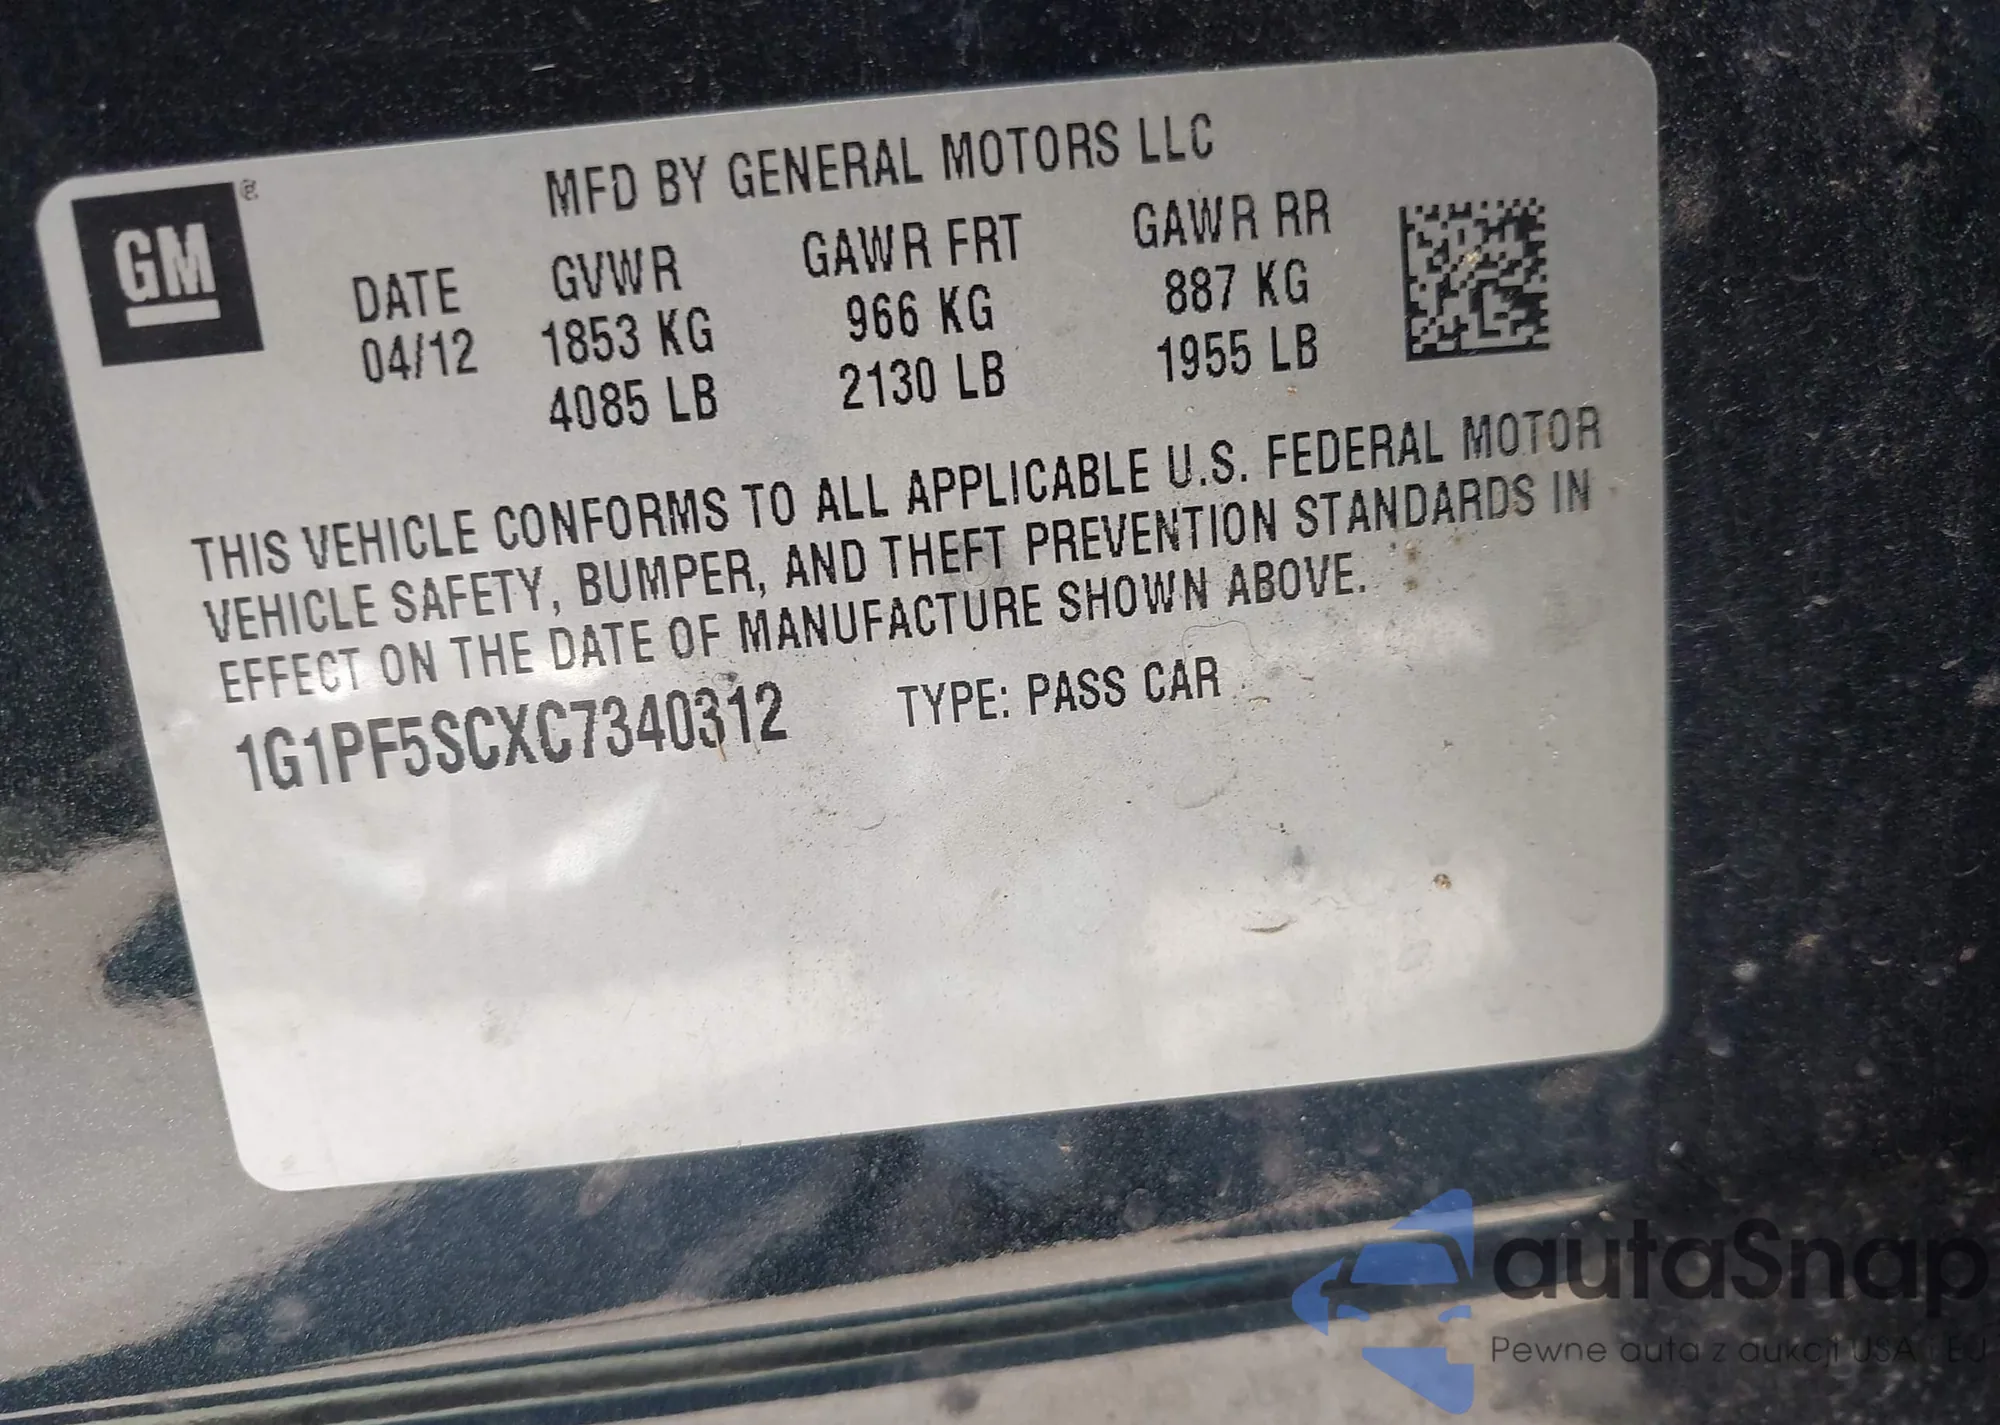 GM®
MFD BY GENERAL MOTORS LLC
DATE GVWR GAWR FRT GAWR RR
04/12 1853 KG 966 KG 887 KG
4085 LB 2130 LB 1955 LB
THIS VEHICLE CONFORMS TO ALL APPLICABLE U.S. FEDERAL MOTOR
VEHICLE SAFETY, BUMPER, AND THEFT PREVENTION STANDARDS IN
EFFECT ON THE DATE OF MANUFACTURE SHOWN ABOVE.
1G1PF5SCXC7340312 TYPE: PASS CAR
autaSnap
Pewne auta z aukcji USA i EU